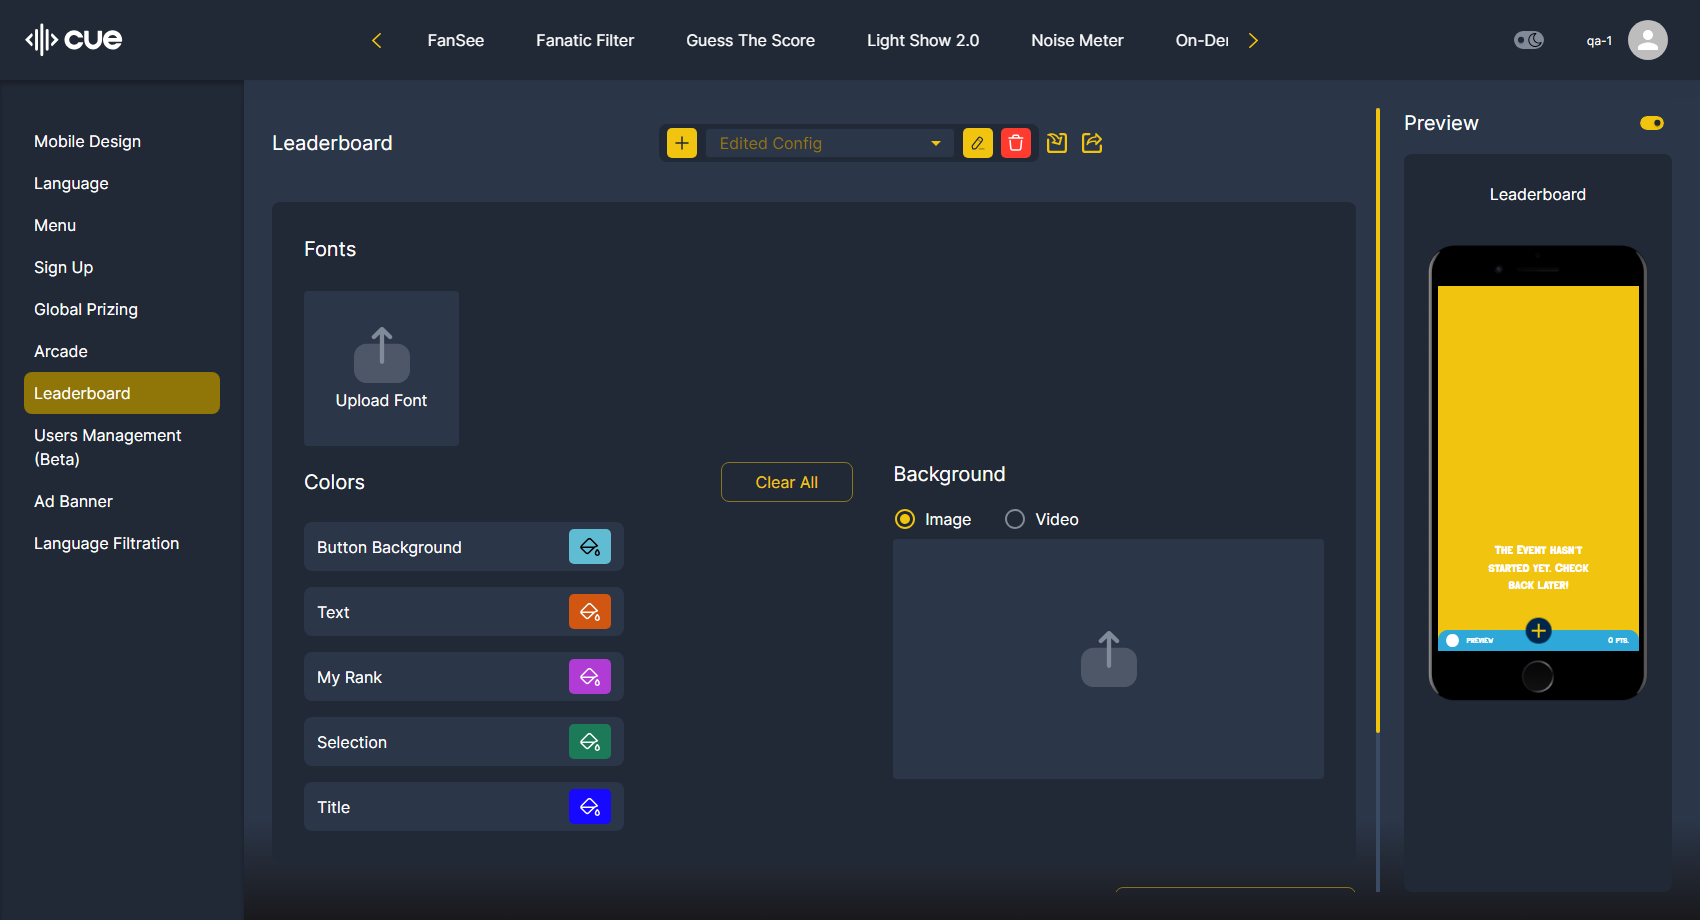 cue
FanSee
Fanatic Filter
Guess The Score
Light Show 2.0
Noise Meter
On-De
qa-1
Mobile Design
Language
Menu
Sign Up
Global Prizing
Arcade
Leaderboard
Users Management
(Beta)
Ad Banner
Language Filtration
Leaderboard
Edited Config
Fonts
Upload Font
Colors
Clear All
Button Background
Text
My Rank
Selection
Title
Background
Image
Video
Preview
Leaderboard
The Event hasn't
started yet. Check
back later!
PREVIEW
0 PTS.